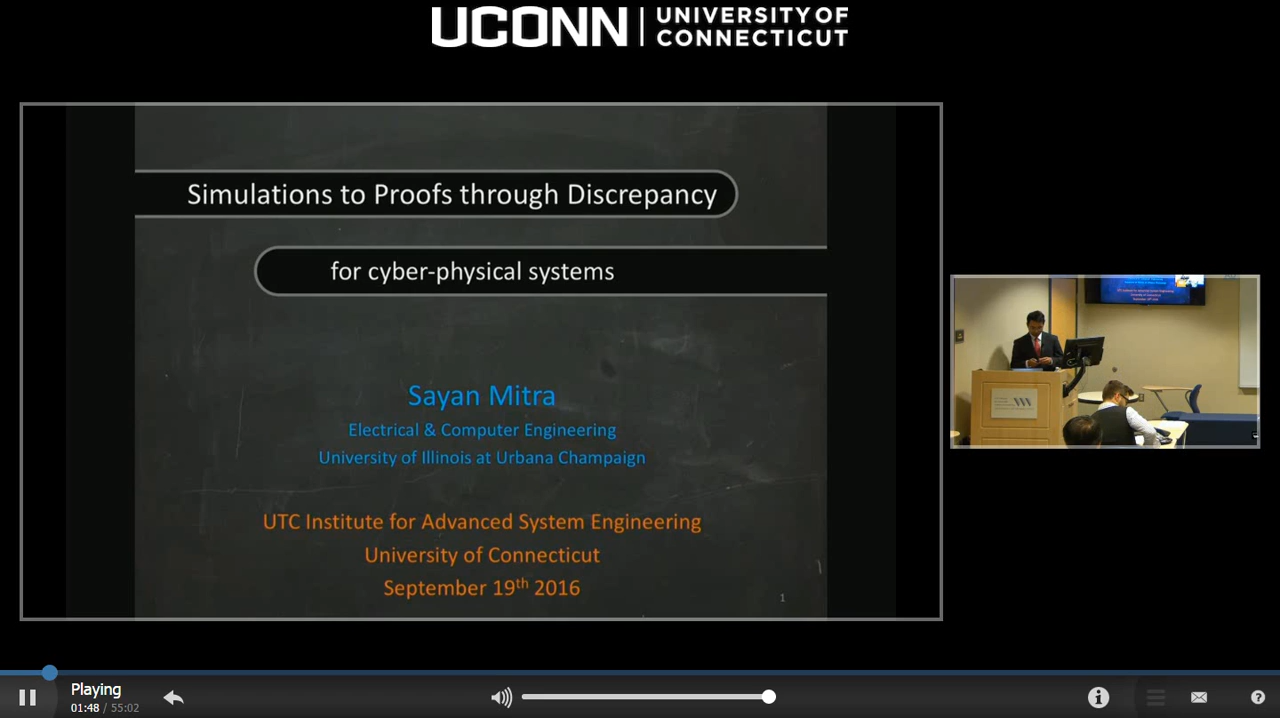 UCONN
UNIVERSITY OF
CONNECTICUT
Simulations to Proofs through Discrepancy
for cyber-physical systems
Sayan Mitra
Electrical & Computer Engineering
University of Illinois at Urbana Champaign
UTC Institute for Advanced System Engineering
University of Connecticut
September 19th 2016
1
Playing
01:48 / 55:02